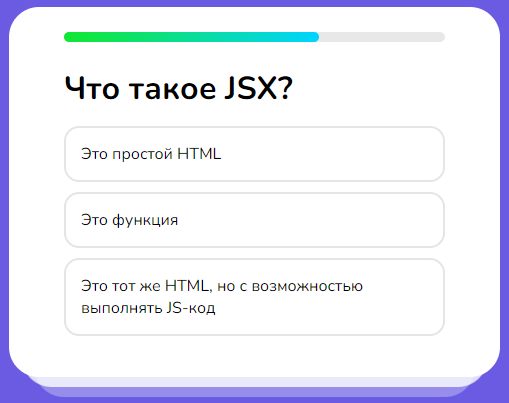 Что такое JSX?
Это простой HTML
Это функция
Это тот же HTML, но с возможностью
выполнять JS-код